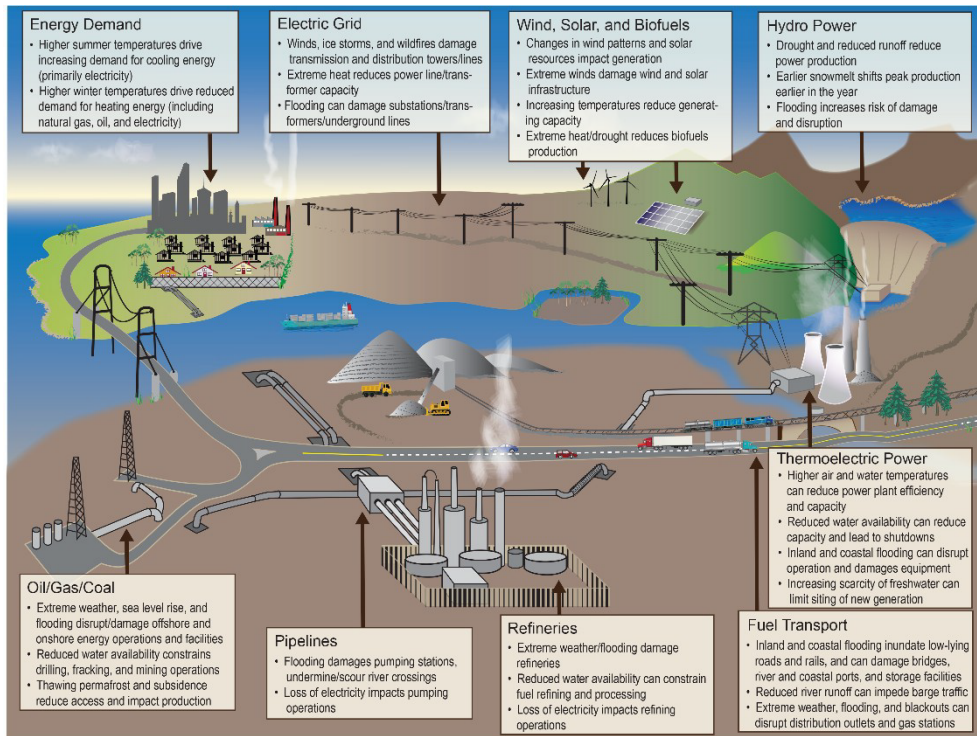 Energy Demand
• Higher summer temperatures drive
increasing demand for cooling energy
(primarily electricity)
• Higher winter temperatures drive reduced
demand for heating energy (including
natural gas, oil, and electricity)
Electric Grid
• Winds, ice storms, and wildfires damage
transmission and distribution towers/lines
• Extreme heat reduces power line/trans-
former capacity
• Flooding can damage substations/trans-
formers/underground lines
Wind, Solar, and Biofuels
• Changes in wind patterns and solar
resources impact generation
• Extreme winds damage wind and solar
infrastructure
• Increasing temperatures reduce generat-
ing capacity
• Extreme heat/drought reduces biofuels
production
Hydro Power
• Drought and reduced runoff reduce
power production
• Earlier snowmelt shifts peak production
earlier in the year
• Flooding increases risk of damage
and disruption
Thermoelectric Power
• Higher air and water temperatures
can reduce power plant efficiency
and capacity
• Reduced water availability can reduce
capacity and lead to shutdowns
• Inland and coastal flooding can disrupt
operation and damages equipment
• Increasing scarcity of freshwater can
limit siting of new generation
Oil/Gas/Coal
• Extreme weather, sea level rise, and
flooding disrupt/damage offshore and
onshore energy operations and facilities
• Reduced water availability constrains
drilling, fracking, and mining operations
• Thawing permafrost and subsidence
reduce access and impact production
Pipelines
• Flooding damages pumping stations,
undermine/scour river crossings
• Loss of electricity impacts pumping
operations
Refineries
• Extreme weather/flooding damage
refineries
• Reduced water availability can constrain
fuel refining and processing
• Loss of electricity impacts refining
operations
Fuel Transport
• Inland and coastal flooding inundate low-lying
roads and rails, and can damage bridges,
river and coastal ports, and storage facilities
• Reduced river runoff can impede barge traffic
• Extreme weather, flooding, and blackouts can
disrupt distribution outlets and gas stations